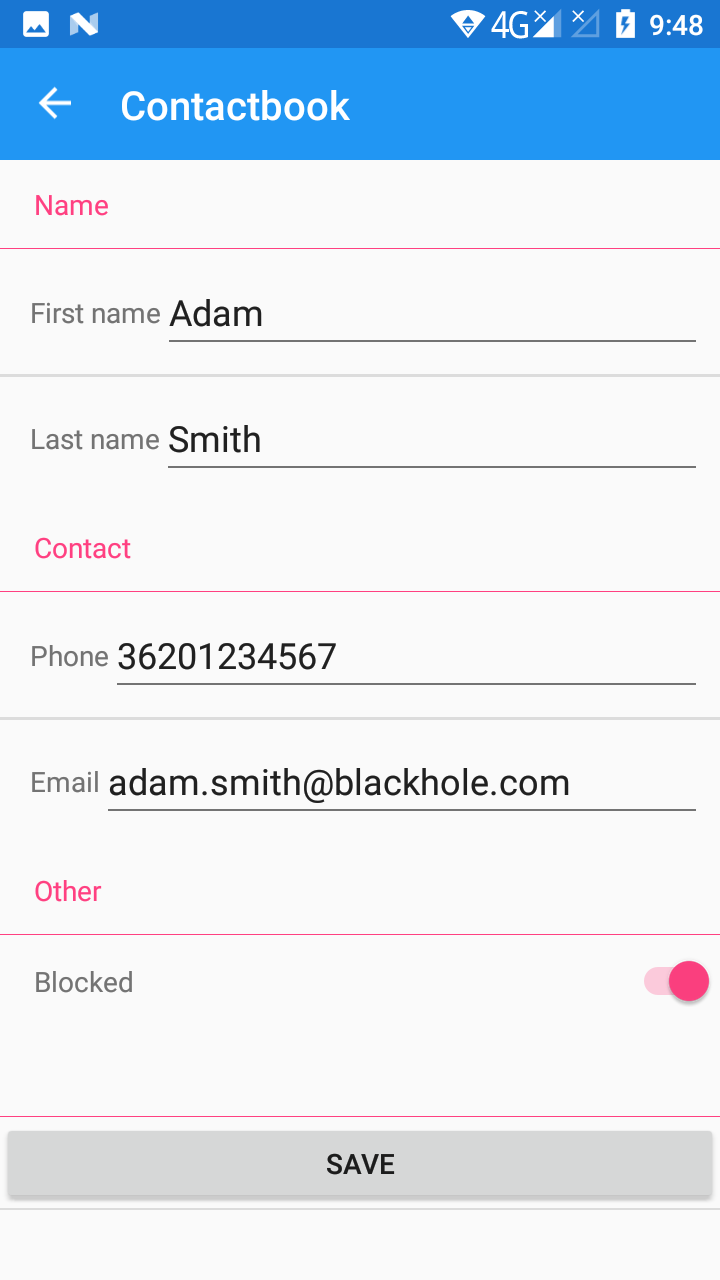 4G 9:48
Contactbook
Name
First name Adam
Last name Smith
Contact
Phone 36201234567
Email adam.smith@blackhole.com
Other
Blocked
SAVE